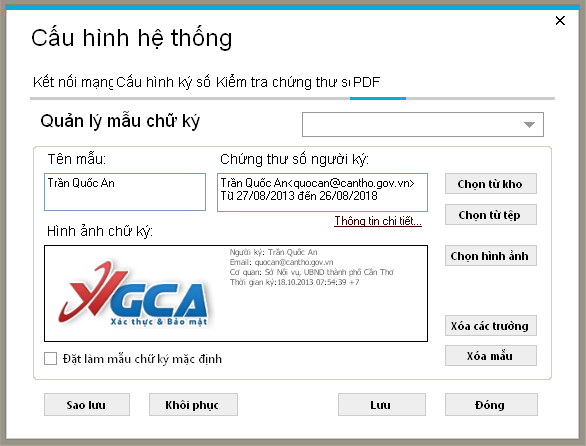 Cấu hình hệ thống
Kết nối mạng Cấu hình ký số Kiểm tra chứng thư số PDF
Quản lý mẫu chữ ký
Tên mẫu:
Chứng thư số người ký:
Trần Quốc An
Trần Quốc An<quocan@cantho.gov.vn>
Từ 27/08/2013 đến 26/08/2018
Chọn từ kho
Chọn từ tệp
Thông tin chi tiết...
Hình ảnh chữ ký:
Chọn hình ảnh
VGCA
Xác thực & Bảo mật
Người ký: Trần Quốc An
Email: quocan@cantho.gov.vn
Cơ quan: Sở Nội vụ, UBND thành phố Cần Thơ
Thời gian ký:18.10.2013 07:54:39 +7
Xóa các trường
Đặt làm mẫu chữ ký mặc định
Xóa mẫu
Sao lưu
Khôi phục
Lưu
Đóng